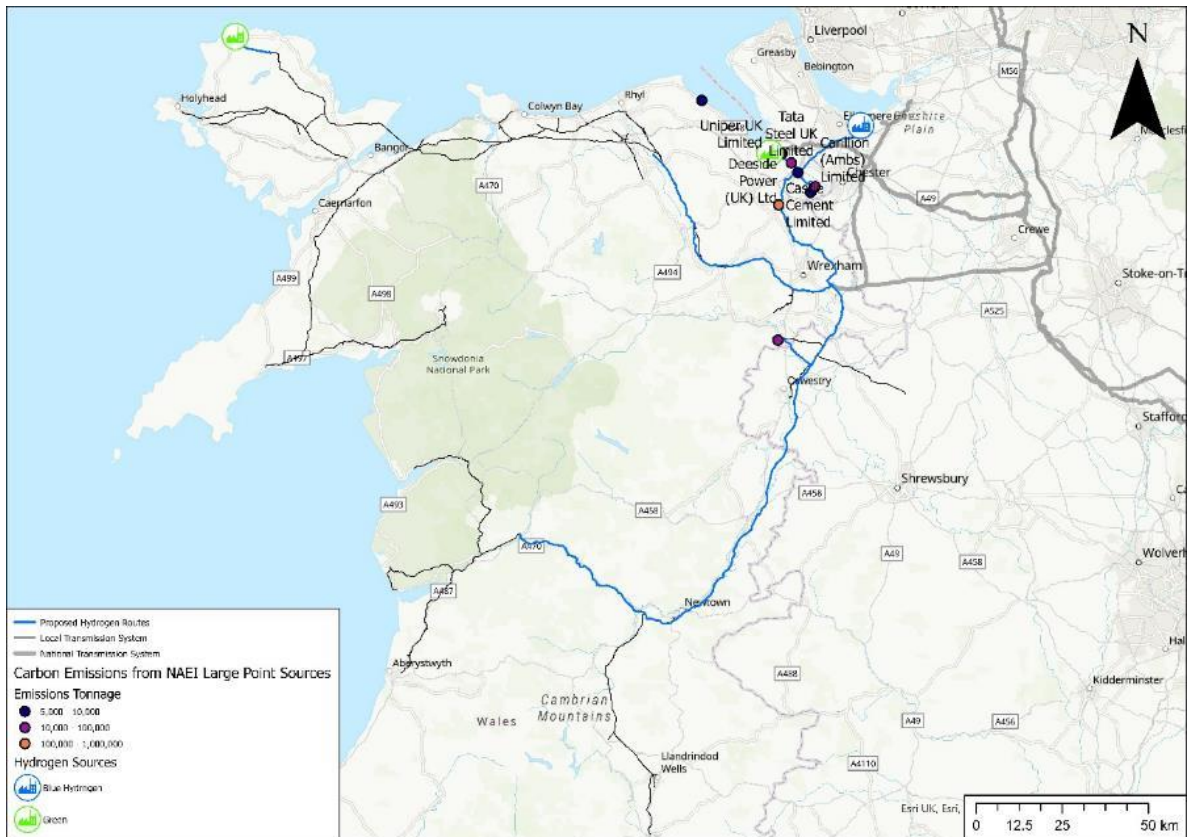 Liverpool
N
Greasby
Bebington
M56
Holyhead
Colwyn Bay
Rhyl
Plain
Bangor
Uniper UK
Limited
Tata
Steel UK
Limited
Carillion
(Ambs)
Limited
Chester
Deeside
Power
(UK) Ltd
Castle
Cement
Limited
A470
A49
Caernarfon
Crewe
A499
A498
A494
Wrexham
Stoke-on-Tr
A525
A497
Snowdonia
National Park
Oswestry
Stafford
Shrewsbury
A458
A493
A458
A470
A49
A458
Wolverh
A487
Newtown
Proposed Hydrogen Routes
Local Transmission System
National Transmission System
Carbon Emissions from NAEI Large Point Sources
Emissions Tonnage
5,000 - 10,000
10,000 - 100,000
100,000 - 1,000,000
Hydrogen Sources
Blue Hydrogen
Green
Aberystwyth
Hal
A488
Kidderminster
Cambrian
Mountains
Wales
A49
A456
Llandrindod
Wells
A4110
Esri UK, Esri,
0 12.5 25 50 km